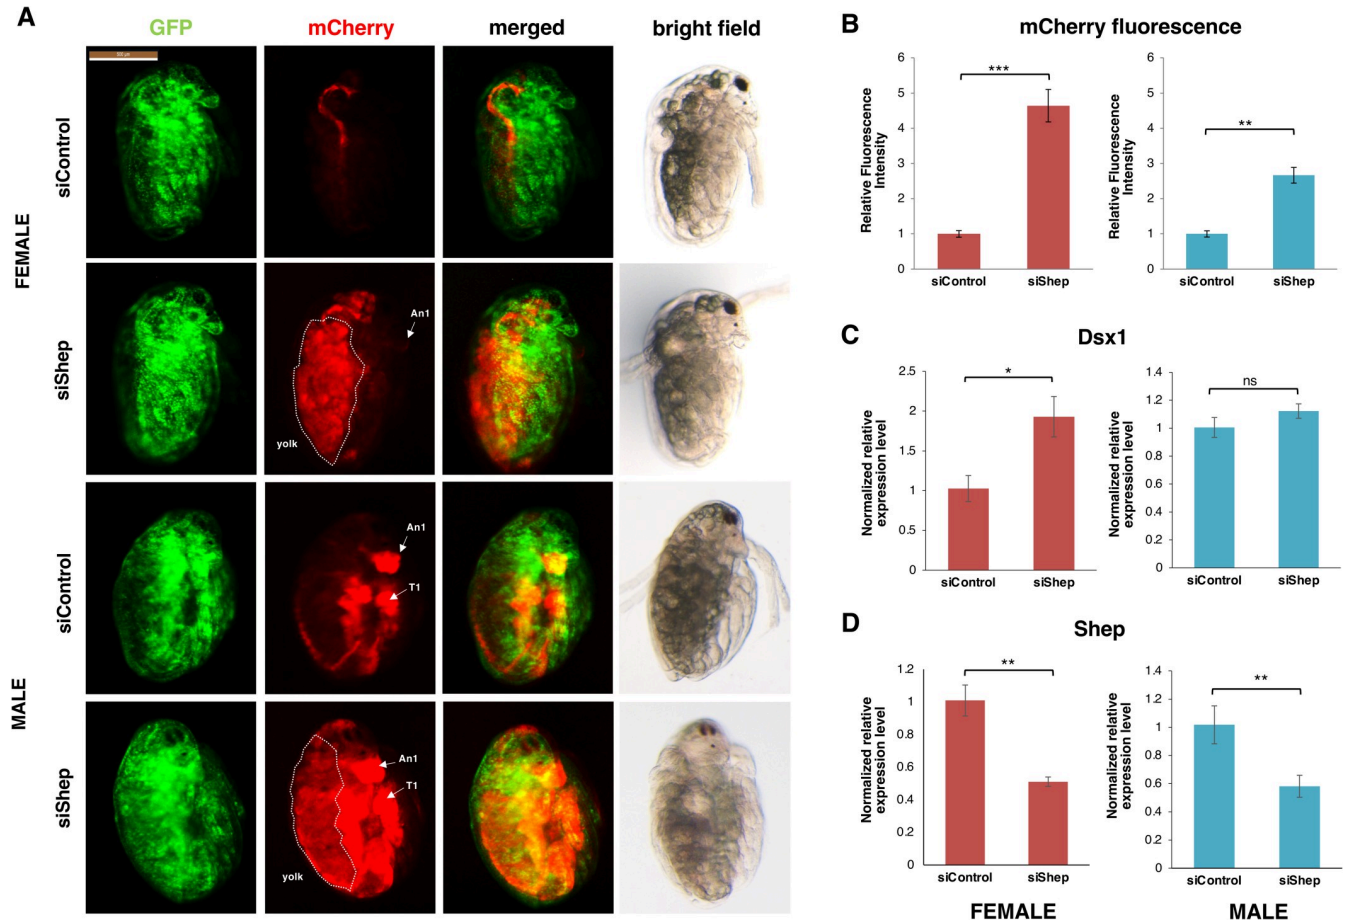 A
GFP
mCherry
merged
bright field
500 µm
FEMALE
siControl
siShep
An1
yolk
MALE
siControl
An1
T1
siShep
An1
T1
yolk
B
mCherry fluorescence
Relative Fluorescence
Intensity
6
5
4
3
2
1
0
***
siControl
siShep
Relative Fluorescence
Intensity
6
5
4
3
2
1
0
**
siControl
siShep
C
Dsx1
Normalized relative
expression level
2.5
2
1.5
1
0.5
0
*
siControl
siShep
Normalized relative
expression level
1.4
1.2
1
0.8
0.6
0.4
0.2
0
ns
siControl
siShep
D
Shep
Normalized relative
expression level
1.2
1
0.8
0.6
0.4
0.2
0
**
siControl
siShep
FEMALE
Normalized relative
expression level
1.4
1.2
1
0.8
0.6
0.4
0.2
0
**
siControl
siShep
MALE